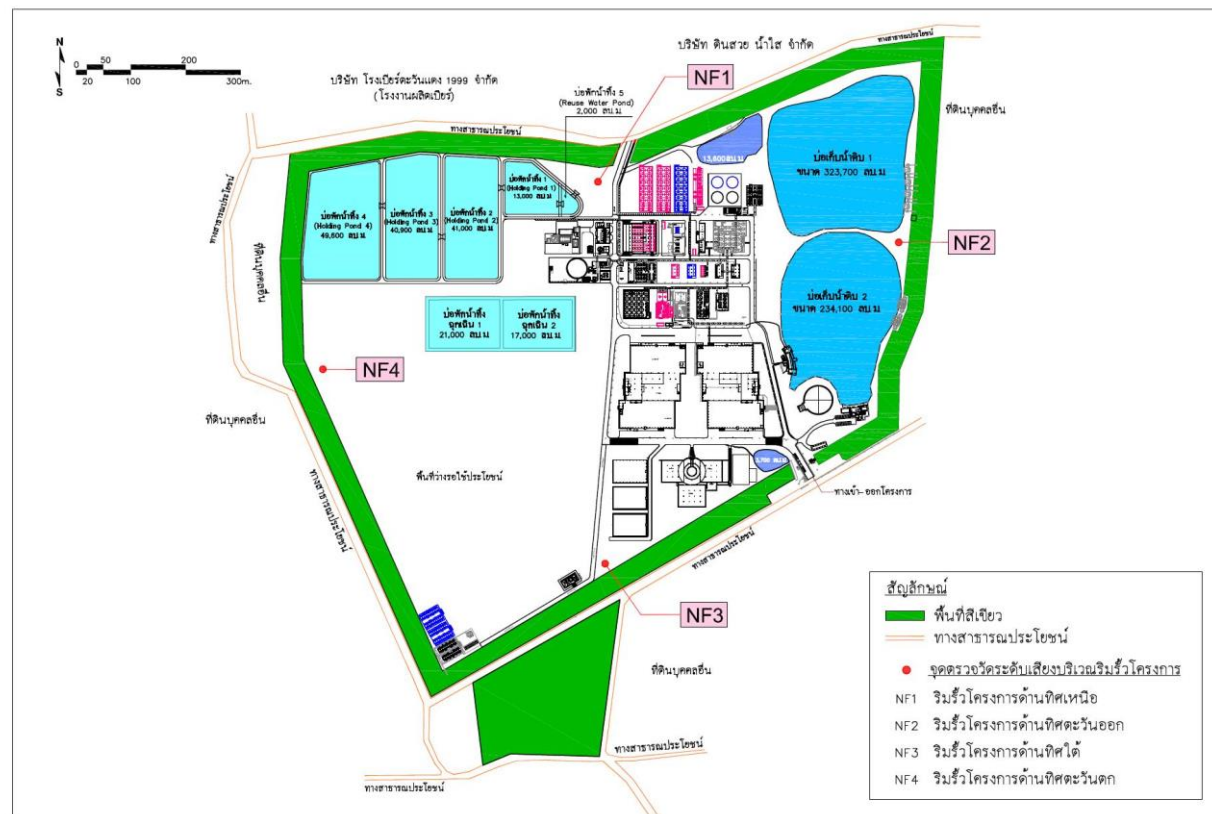 N
S
0 50 200
20 100 300m.
บริษัท ดินสวย น้ำใส จำกัด
ทางสาธารณประโยชน์
NF1
บริษัท โรงเบียร์ตะวันแดง 1999 จำกัด
(โรงงานผลิตเบียร์)
บ่อพักน้ำทิ้ง 5
(Reuse Water Pond)
2,000 ลบ.ม.
ที่ดินบุคคลอื่น
ทางสาธารณประโยชน์
13,600 ลบ.ม
บ่อเก็บน้ำดิบ 1
ขนาด 323,700 ลบ.ม
บ่อพักน้ำทิ้ง 1
(Holding Pond 1)
13,000 ลบ.ม
บ่อพักน้ำทิ้ง 4
(Holding Pond 4)
49,600 ลบ.ม
บ่อพักน้ำทิ้ง 3
(Holding Pond 3)
40,900 ลบ.ม
บ่อพักน้ำทิ้ง 2
(Holding Pond 2)
41,000 ลบ.ม
ทางสาธารณประโยชน์
ที่ดินบุคคลอื่น
NF2
บ่อเก็บน้ำดิบ 2
ขนาด 234,100 ลบ.ม
บ่อพักน้ำทิ้ง
ฉุกเฉิน 1
21,000 ลบ.ม
บ่อพักน้ำทิ้ง
ฉุกเฉิน 2
17,000 ลบ.ม
NF4
ที่ดินบุคคลอื่น
พื้นที่ว่างรอใช้ประโยชน์
3,700 ลบ.ม
ทางเข้า-ออกโครงการ
ทางสาธารณประโยชน์
ทางสาธารณประโยชน์
NF3
ที่ดินบุคคลอื่น
ทางสาธารณประโยชน์
ทางสาธารณประโยชน์
สัญลักษณ์
พื้นที่สีเขียว
ทางสาธารณประโยชน์
จุดตรวจวัดระดับเสียงบริเวณริมรั้วโครงการ
NF1 ริมรั้วโครงการด้านทิศเหนือ
NF2 ริมรั้วโครงการด้านทิศตะวันออก
NF3 ริมรั้วโครงการด้านทิศใต้
NF4 ริมรั้วโครงการด้านทิศตะวันตก